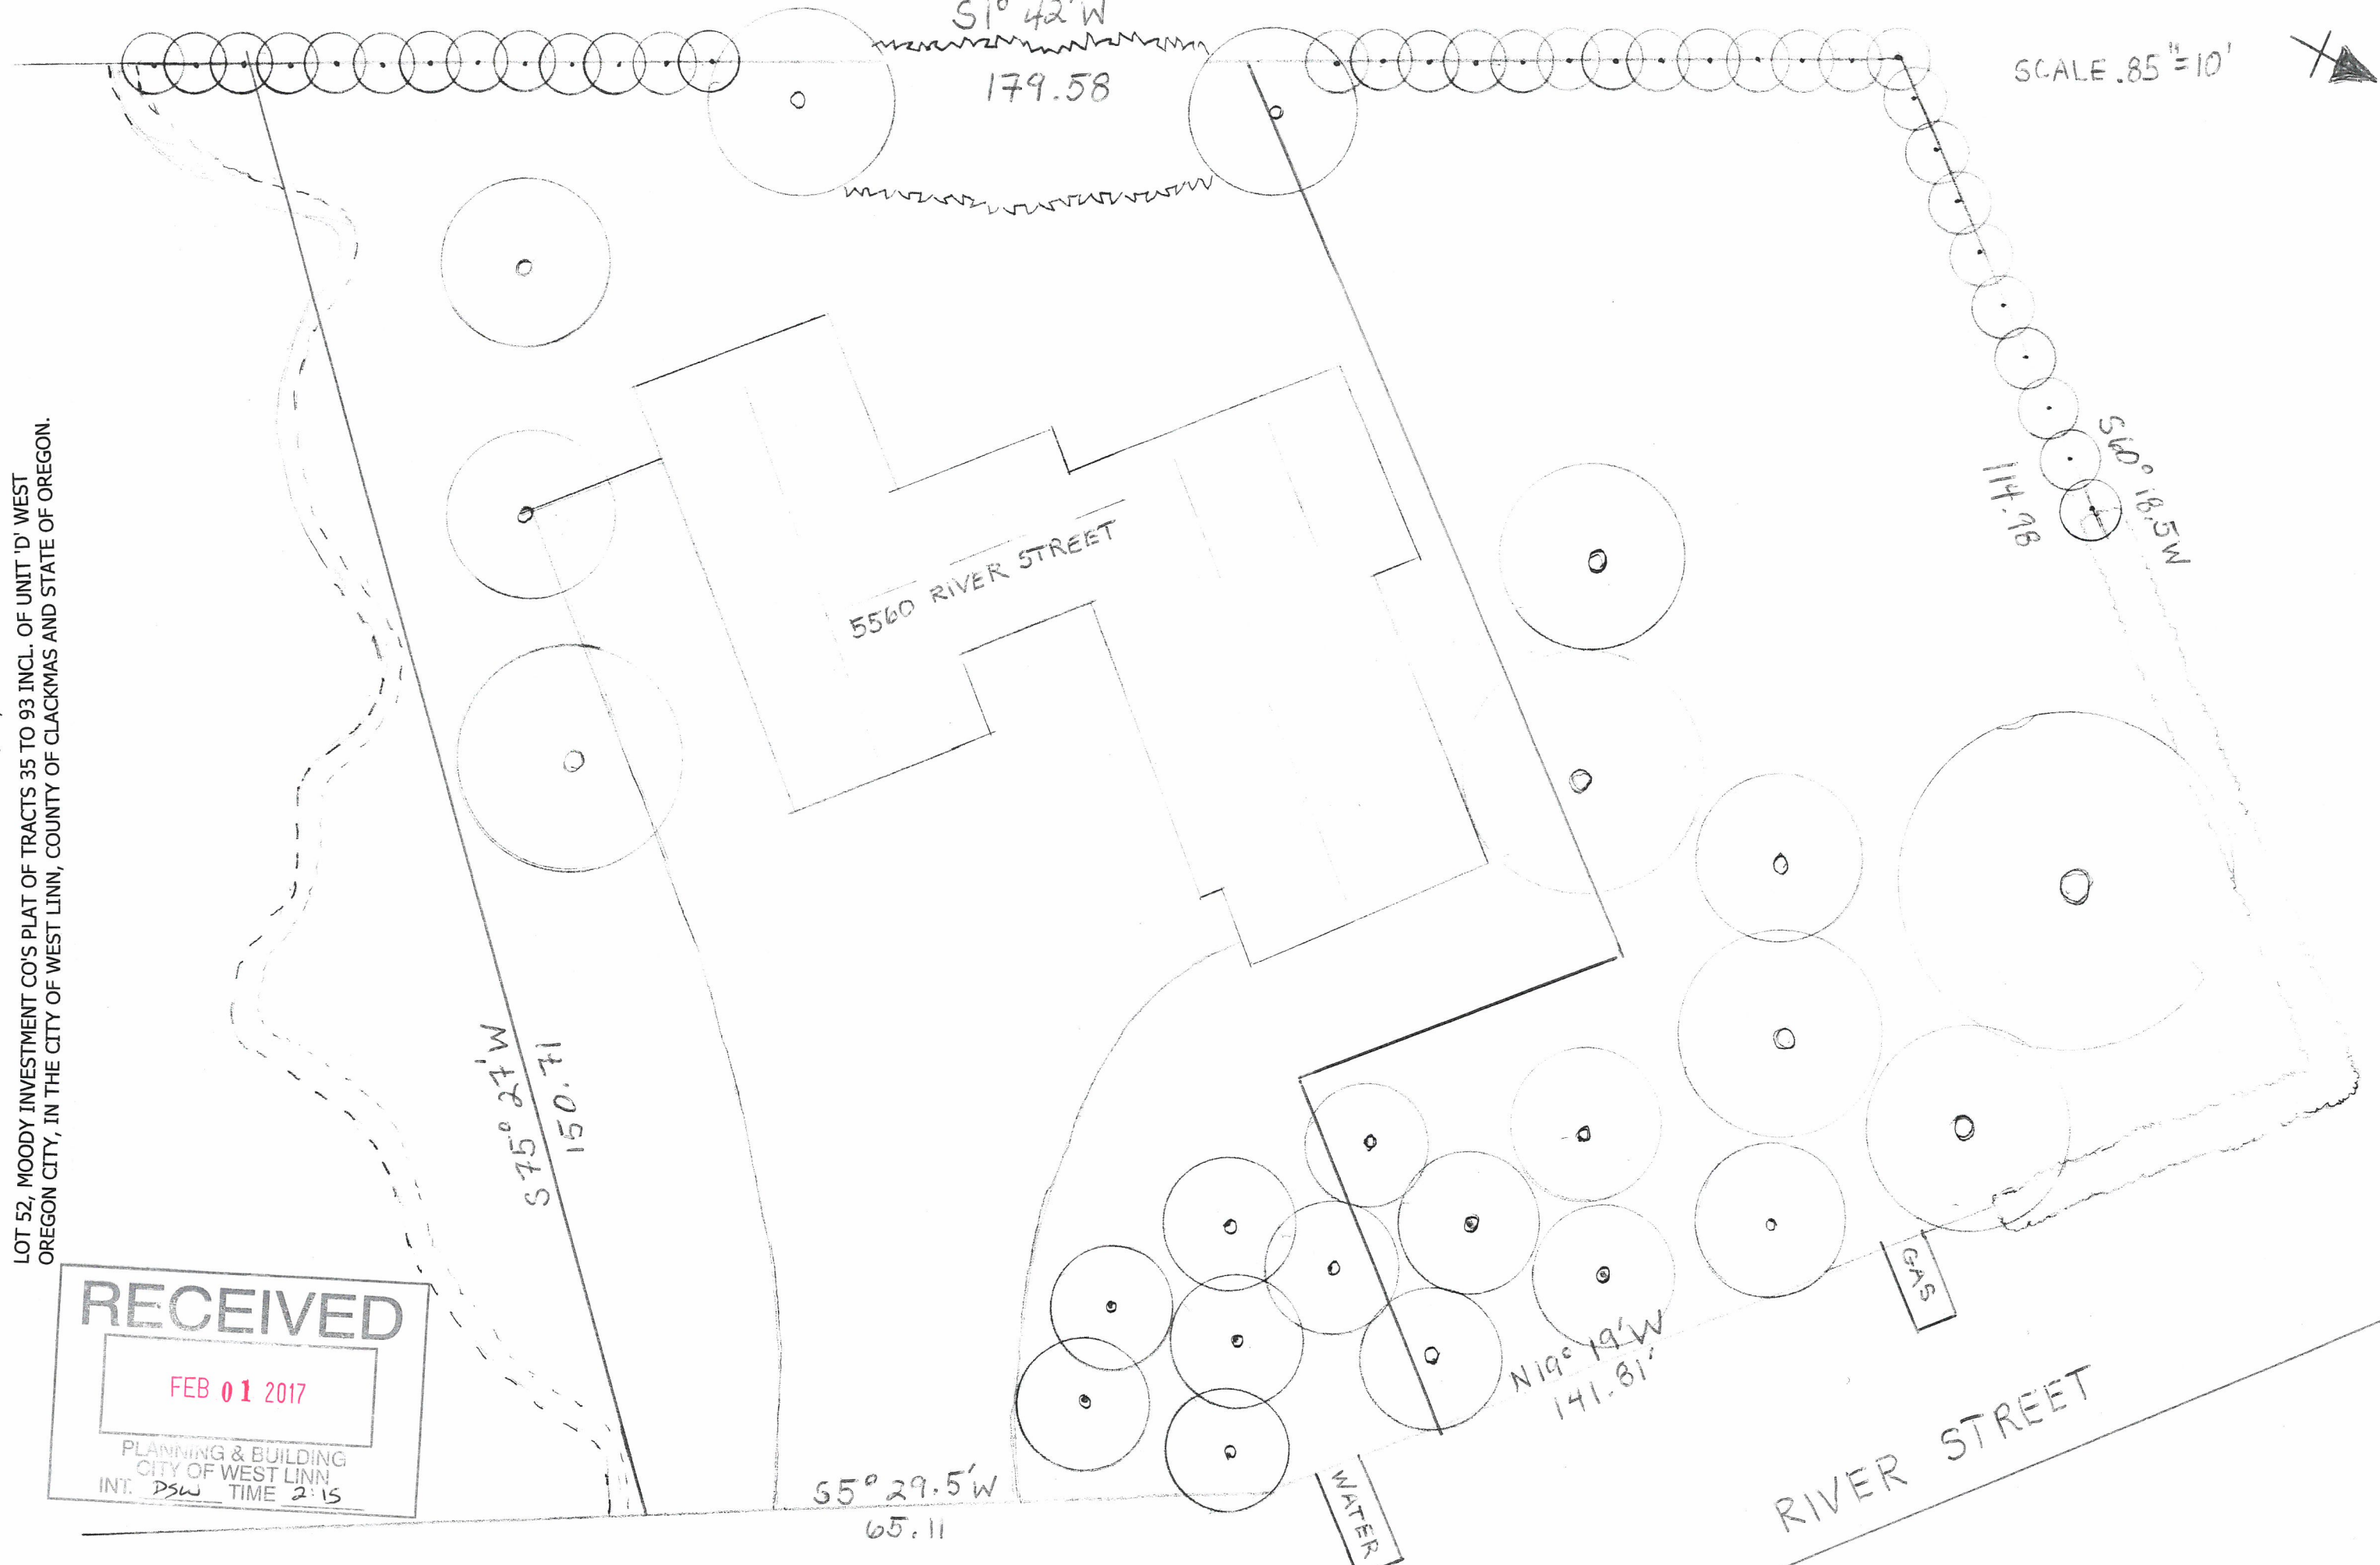 S1° 42'W
179.58
SCALE .85"=10'
S60° 18.5W
114.98
5560 RIVER STREET
LOT 52, MOODY INVESTMENT CO'S PLAT OF TRACTS 35 TO 93 INCL. OF UNIT 'D' WEST
OREGON CITY, IN THE CITY OF WEST LINN, COUNTY OF CLACKMAS AND STATE OF OREGON.
S75° 27'W
150.71
GAS
N19° 19'W
141.81'
RIVER STREET
WATER
S5° 29.5'W
65.11
RECEIVED
FEB 01 2017
PLANNING & BUILDING
CITY OF WEST LINN
INT. DSW TIME 2:15